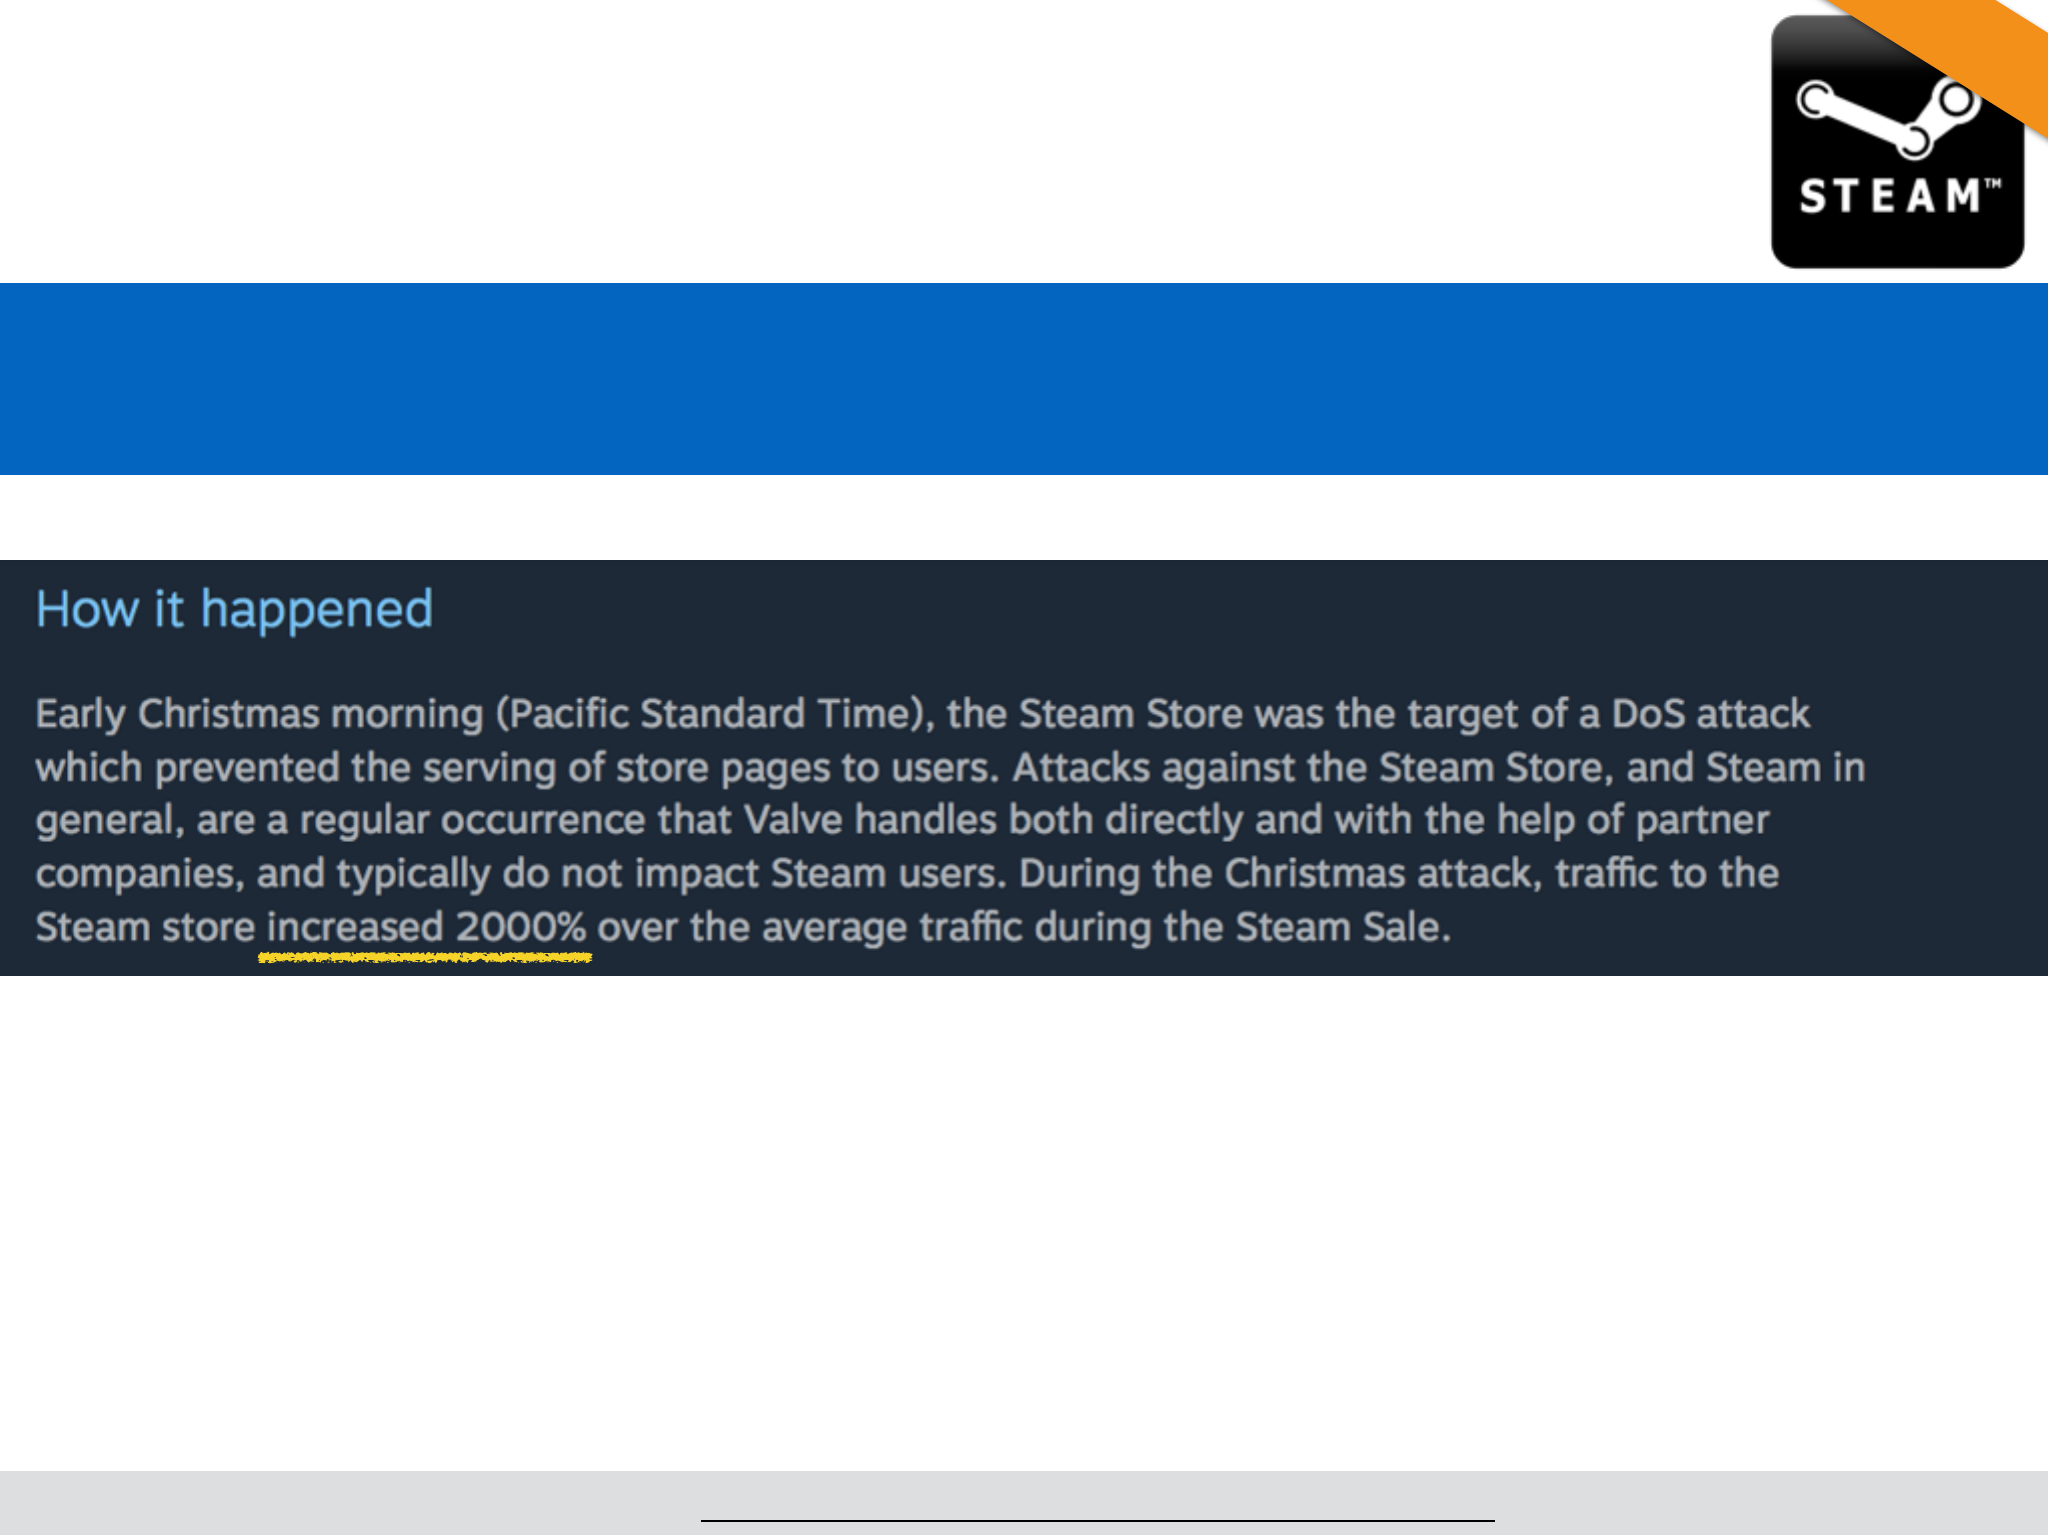 STEAM™
How it happened
Early Christmas morning (Pacific Standard Time), the Steam Store was the target of a DoS attack
which prevented the serving of store pages to users. Attacks against the Steam Store, and Steam in
general, are a regular occurrence that Valve handles both directly and with the help of partner
companies, and typically do not impact Steam users. During the Christmas attack, traffic to the
Steam store increased 2000% over the average traffic during the Steam Sale.